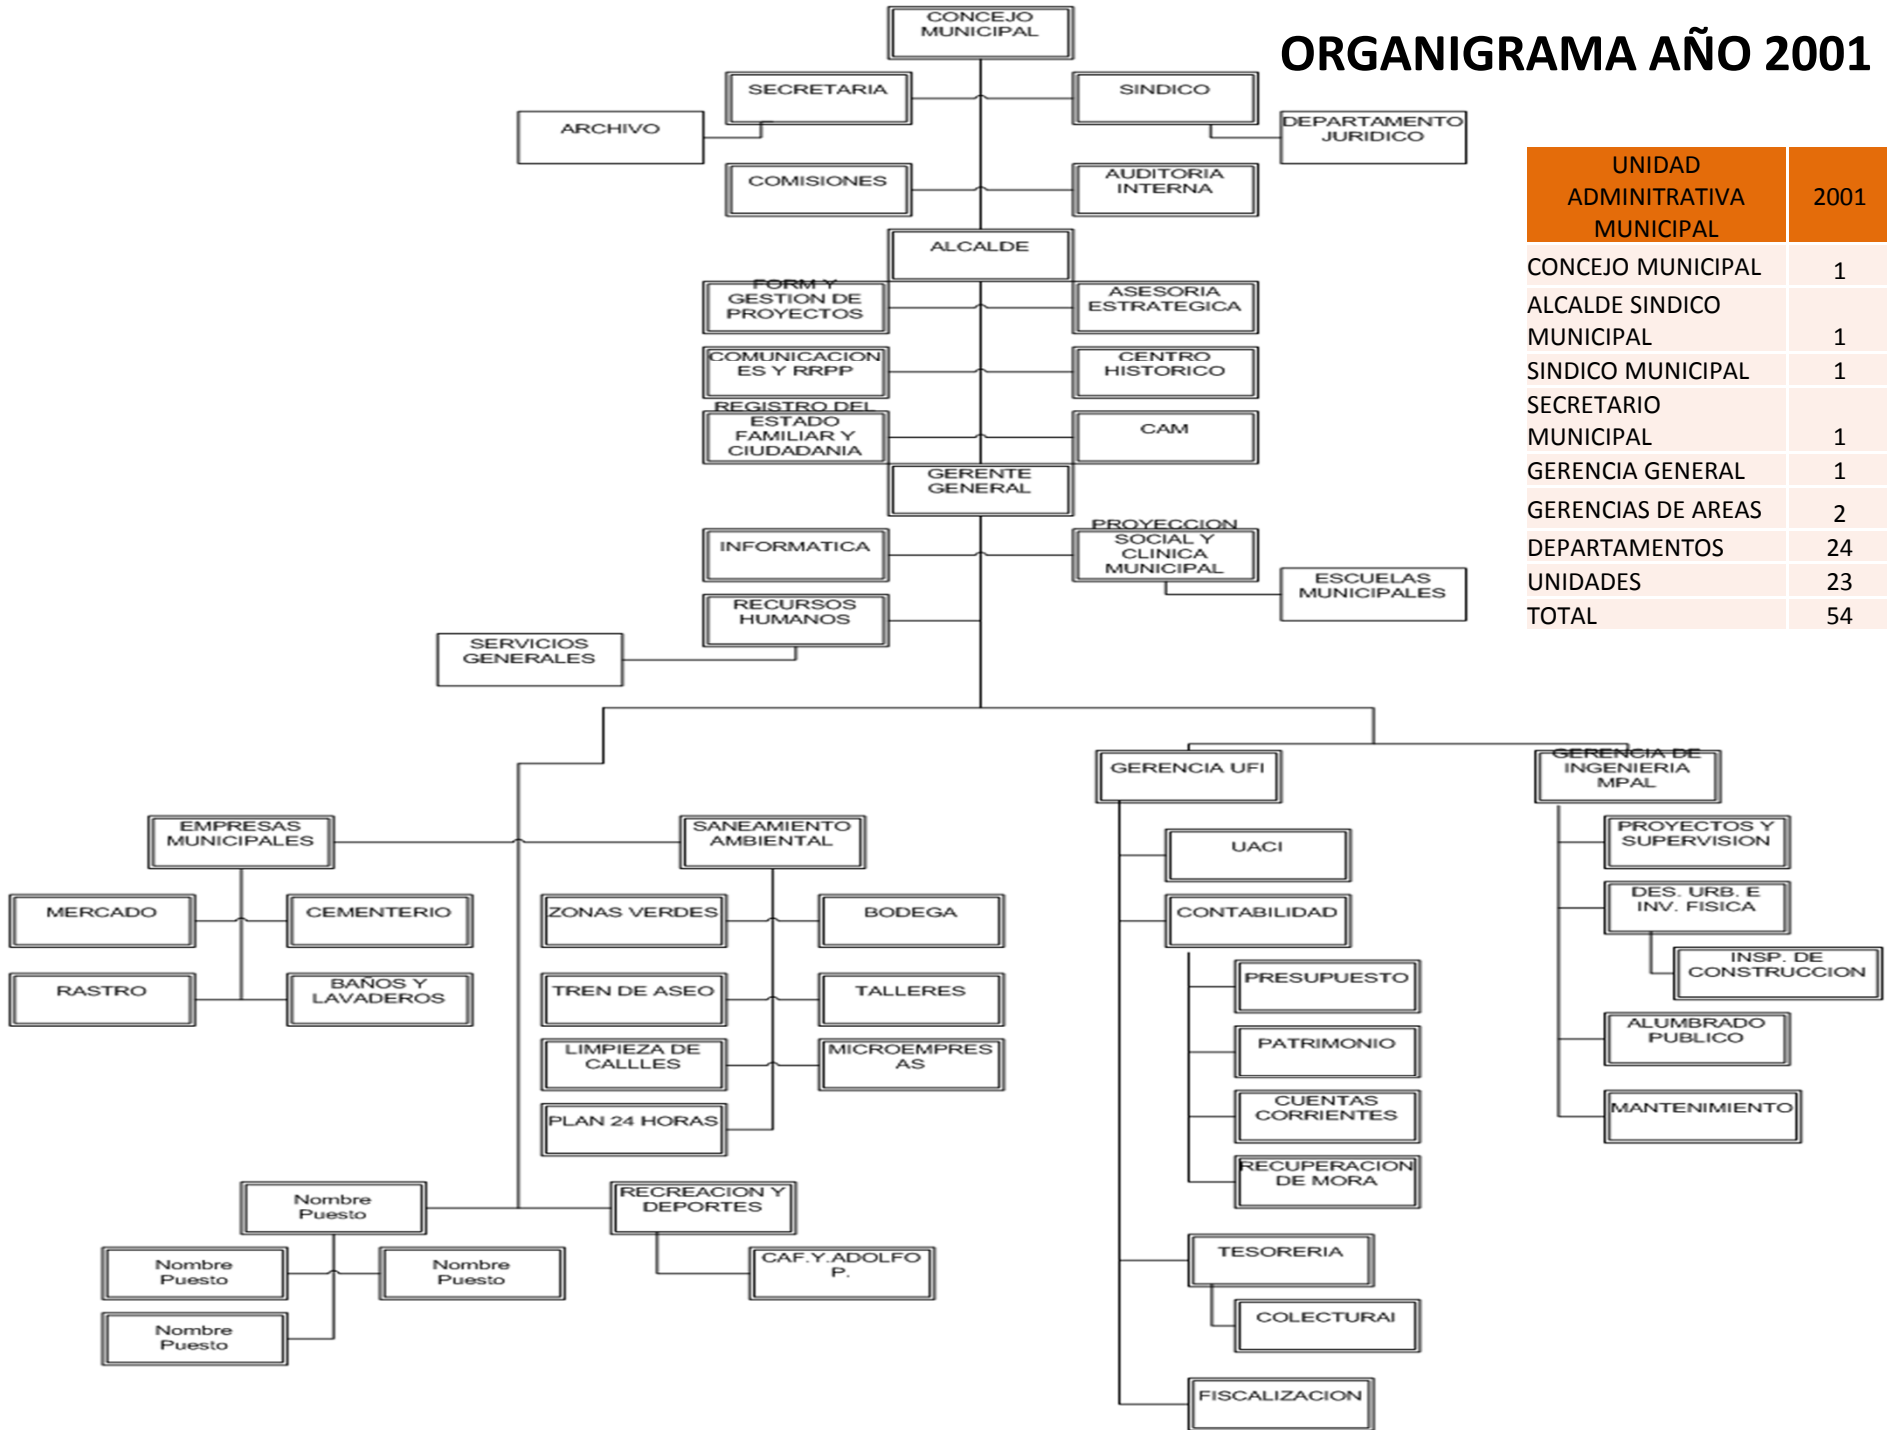 CONCEJO
MUNICIPAL
ORGANIGRAMA AÑO 2001
SECRETARIA
SINDICO
ARCHIVO
DEPARTAMENTO
JURIDICO
COMISIONES
AUDITORIA
INTERNA
ALCALDE
FORM Y
GESTION DE
PROYECTOS
ASESORIA
ESTRATEGICA
COMUNICACION
ES Y RRPP
CENTRO
HISTORICO
REGISTRO DEL
ESTADO
FAMILIAR Y
CIUDADANIA
CAM
GERENTE
GENERAL
INFORMATICA
PROYECCION
SOCIAL Y
CLINICA
MUNICIPAL
ESCUELAS
MUNICIPALES
RECURSOS
HUMANOS
SERVICIOS
GENERALES
UNIDAD
ADMINITRATIVA
MUNICIPAL
2001
CONCEJO MUNICIPAL 1
ALCALDE SINDICO
MUNICIPAL 1
SINDICO MUNICIPAL 1
SECRETARIO
MUNICIPAL 1
GERENCIA GENERAL 1
GERENCIAS DE AREAS 2
DEPARTAMENTOS 24
UNIDADES 23
TOTAL 54
EMPRESAS
MUNICIPALES
SANEAMIENTO
AMBIENTAL
MERCADO
CEMENTERIO
RASTRO
BAÑOS Y
LAVADEROS
ZONAS VERDES
BODEGA
TREN DE ASEO
TALLERES
LIMPIEZA DE
CALLLES
MICROEMPRES
AS
PLAN 24 HORAS
Nombre
Puesto
RECREACION Y
DEPORTES
Nombre
Puesto
Nombre
Puesto
CAF.Y.ADOLFO
P.
Nombre
Puesto
GERENCIA UFI
UACI
CONTABILIDAD
PRESUPUESTO
PATRIMONIO
CUENTAS
CORRIENTES
RECUPERACION
DE MORA
TESORERIA
COLECTURAI
FISCALIZACION
GERENCIA DE
INGENIERIA
MPAL
PROYECTOS Y
SUPERVISION
DES. URB. E
INV. FISICA
INSP. DE
CONSTRUCCION
ALUMBRADO
PUBLICO
MANTENIMIENTO